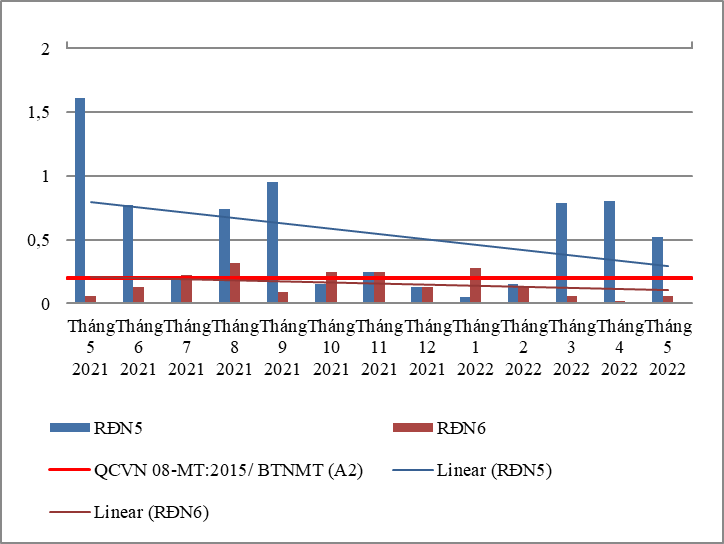 2
1,5
1
0,5
0
Tháng Tháng Tháng Tháng Tháng Tháng Tháng Tháng Tháng Tháng Tháng Tháng Tháng
5 6 7 8 9 10 11 12 1 2 3 4 5
2021 2021 2021 2021 2021 2021 2021 2021 2022 2022 2022 2022 2022
RĐN5 RĐN6
QCVN 08-MT:2015/ BTNMT (A2) Linear (RĐN5)
Linear (RĐN6)